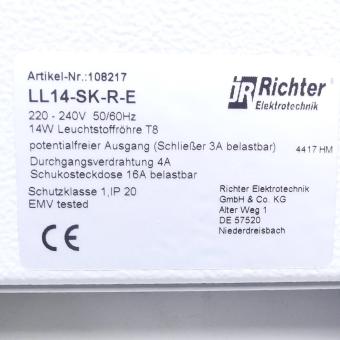 Artikel-Nr.:108217
LL14-SK-R-E
220 - 240V 50/60Hz
14W Leuchtstoffröhre T8
potentialfreier Ausgang (Schließer 3A belastbar)
Durchgangsverdrahtung 4A
Schukosteckdose 16A belastbar
Schutzklasse 1,IP 20
EMV tested
CE
R Richter
Elektrotechnik
4417 HM
Richter Elektrotechnik
GmbH & Co. KG
Alter Weg 1
DE 57520
Niederdreisbach